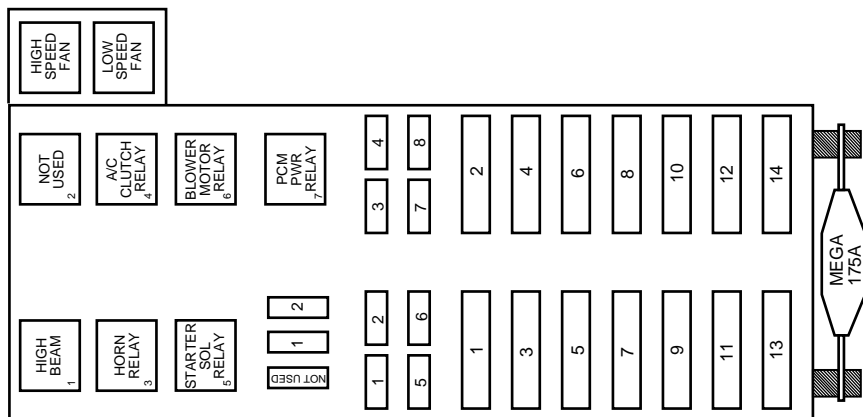 HIGH
SPEED
FAN
LOW
SPEED
FAN
NOT
USED
2
A/C
CLUTCH
RELAY
4
BLOWER
MOTOR
RELAY
6
PCM
PWR
RELAY
7
4
8
3
7
2
4
6
8
10
12
14
HIGH
BEAM
1
HORN
RELAY
3
STARTER
SOL
RELAY
5
2
1
NOT USED
2
6
1
5
1
3
5
7
9
11
13
MEGA
175A